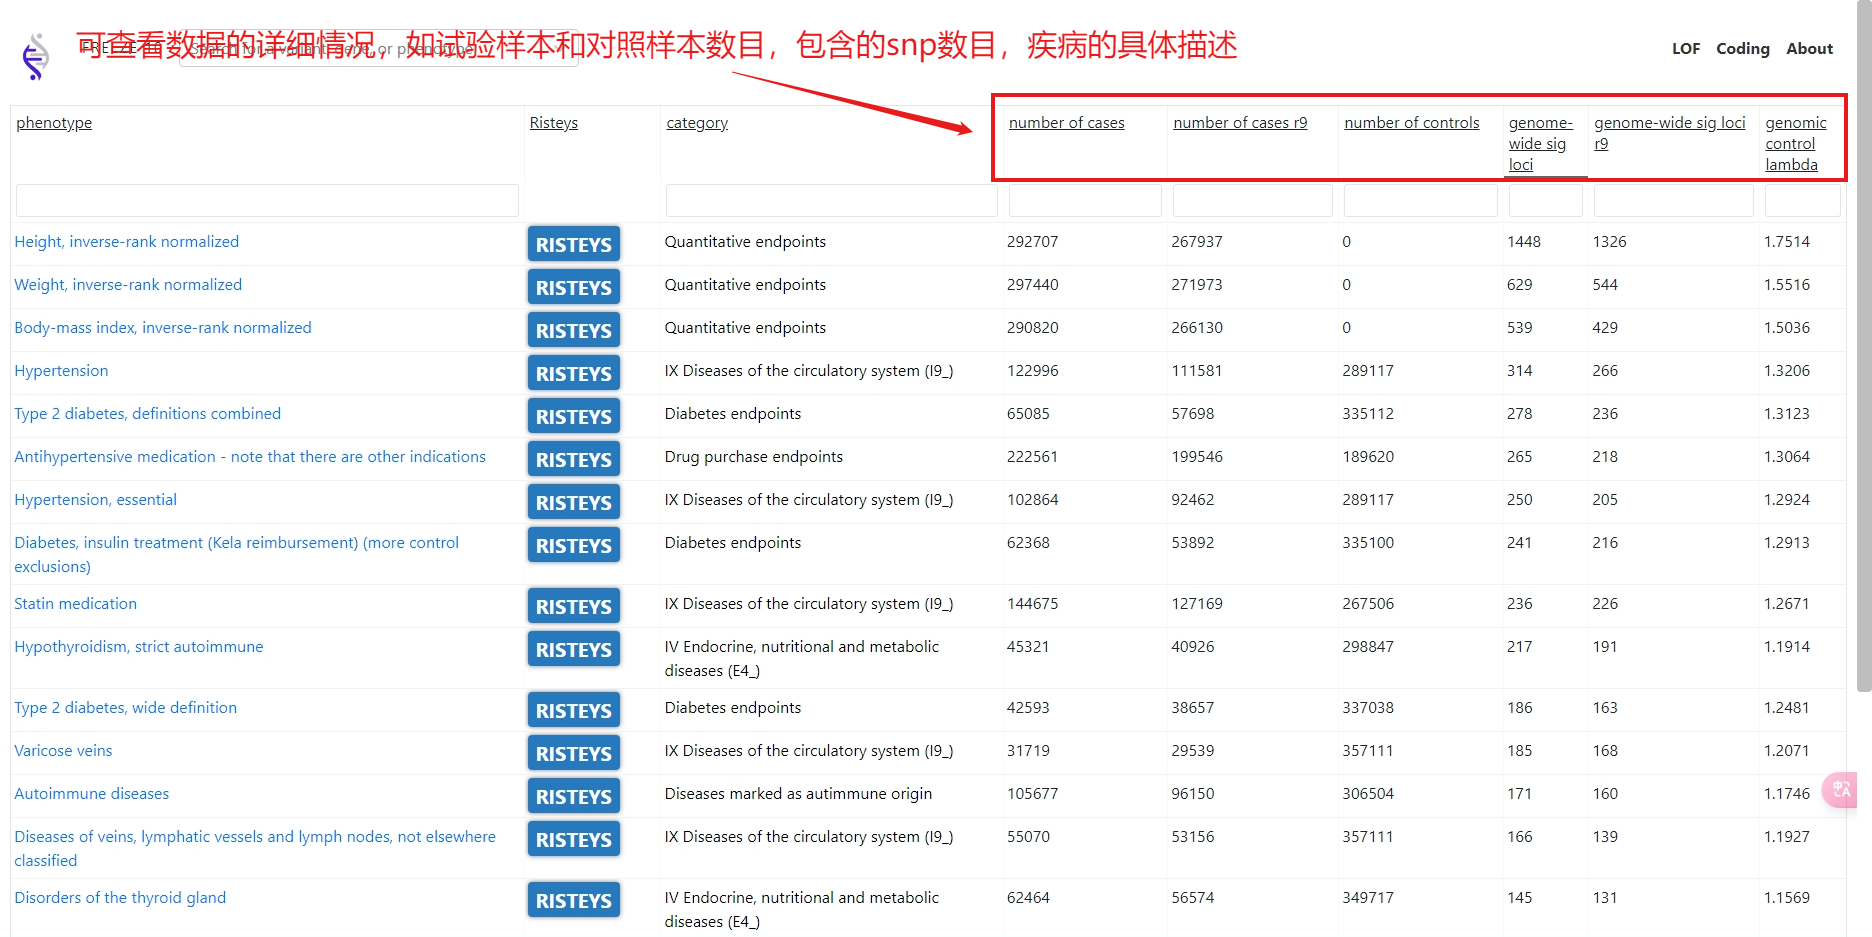 可查看数据的详细情况，如试验样本和对照样本数目，包含的snp数目，疾病的具体描述
FREEZE 10
Search for a variant, gene, or phenotype
LOF Coding About
phenotype Risteys category number of cases number of cases r9 number of controls genome-wide sig loci genome-wide sig loci r9 genomic control lambda
Height, inverse-rank normalized RISTEYS Quantitative endpoints 292707 267937 0 1448 1326 1.7514
Weight, inverse-rank normalized RISTEYS Quantitative endpoints 297440 271973 0 629 544 1.5516
Body-mass index, inverse-rank normalized RISTEYS Quantitative endpoints 290820 266130 0 539 429 1.5036
Hypertension RISTEYS IX Diseases of the circulatory system (I9_) 122996 111581 289117 314 266 1.3206
Type 2 diabetes, definitions combined RISTEYS Diabetes endpoints 65085 57698 335112 278 236 1.3123
Antihypertensive medication - note that there are other indications RISTEYS Drug purchase endpoints 222561 199546 189620 265 218 1.3064
Hypertension, essential RISTEYS IX Diseases of the circulatory system (I9_) 102864 92462 289117 250 205 1.2924
Diabetes, insulin treatment (Kela reimbursement) (more control exclusions) RISTEYS Diabetes endpoints 62368 53892 335100 241 216 1.2913
Statin medication RISTEYS IX Diseases of the circulatory system (I9_) 144675 127169 267506 236 226 1.2671
Hypothyroidism, strict autoimmune RISTEYS IV Endocrine, nutritional and metabolic diseases (E4_) 45321 40926 298847 217 191 1.1914
Type 2 diabetes, wide definition RISTEYS Diabetes endpoints 42593 38657 337038 186 163 1.2481
Varicose veins RISTEYS IX Diseases of the circulatory system (I9_) 31719 29539 357111 185 168 1.2071
Autoimmune diseases RISTEYS Diseases marked as autimmune origin 105677 96150 306504 171 160 1.1746
Diseases of veins, lymphatic vessels and lymph nodes, not elsewhere classified RISTEYS IX Diseases of the circulatory system (I9_) 55070 53156 357111 166 139 1.1927
Disorders of the thyroid gland RISTEYS IV Endocrine, nutritional and metabolic diseases (E4_) 62464 56574 349717 145 131 1.1569